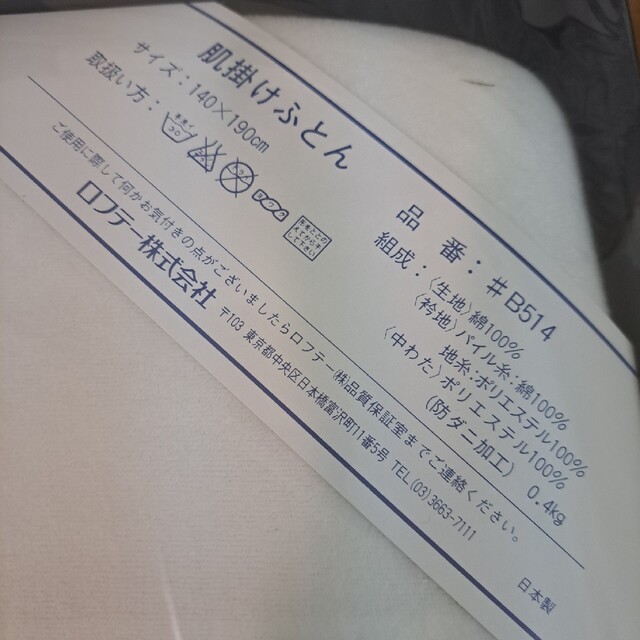 肌掛けふとん
サイズ:140×190cm
取扱い方:
品 番:#B514
組成:〈生地〉綿100%
〈衿地〉パイル糸:綿100%
地糸:ポリエステル100%
〈中わた〉ポリエステル100%
(防ダニ加工) 0.4kg
ご使用に際して何かお気付きの点がございましたらロフテー(株)品質保証室までご連絡ください。
ロフテー株式会社 〒103 東京都中央区日本橋富沢町11番5号 TEL(03)3663-7111
日本製